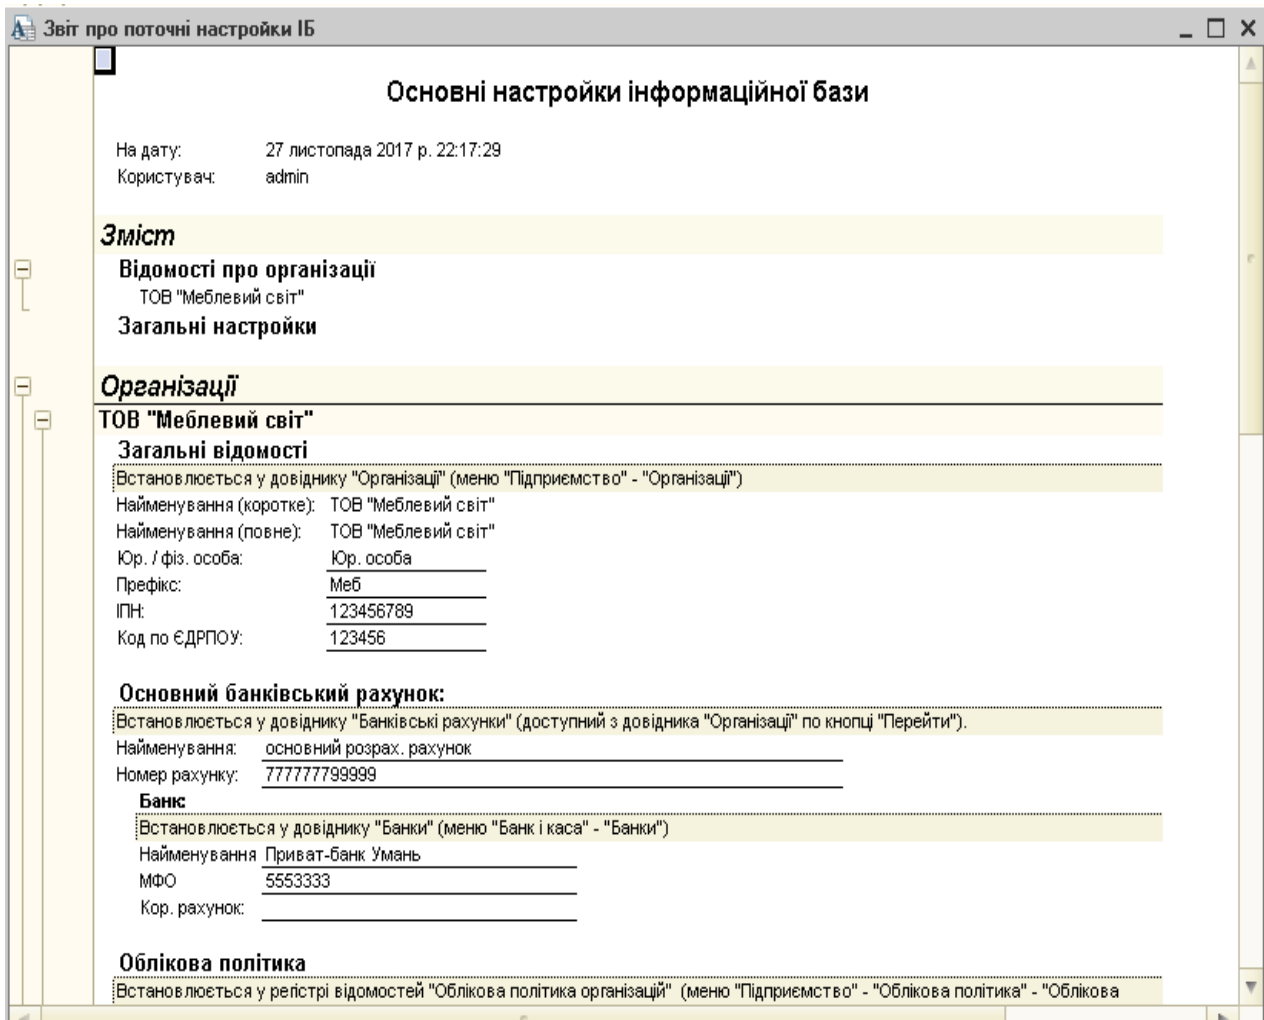 Звіт про поточні настройки ІБ
Основні настройки інформаційної бази
На дату: 27 листопада 2017 р. 22:17:29
Користувач: admin
Зміст
Відомості про організації
ТОВ "Меблевий світ"
Загальні настройки
Організації
ТОВ "Меблевий світ"
Загальні відомості
Встановлюється у довіднику "Організації" (меню "Підприємство" - "Організації")
Найменування (коротке): ТОВ "Меблевий світ"
Найменування (повне): ТОВ "Меблевий світ"
Юр. / фіз. особа: Юр. особа
Префікс: Меб
ІПН: 123456789
Код по ЄДРПОУ: 123456
Основний банківський рахунок:
Встановлюється у довіднику "Банківські рахунки" (доступний з довідника "Організації" по кнопці "Перейти").
Найменування: основний розрах. рахунок
Номер рахунку: 777777799999
Банк:
Встановлюється у довіднику "Банки" (меню "Банк і каса" - "Банки")
Найменування Приват-банк Умань
МФО 5553333
Кор. рахунок:
Облікова політика
Встановлюється у регістрі відомостей "Облікова політика організацій" (меню "Підприємство" - "Облікова політика" - "Облікова